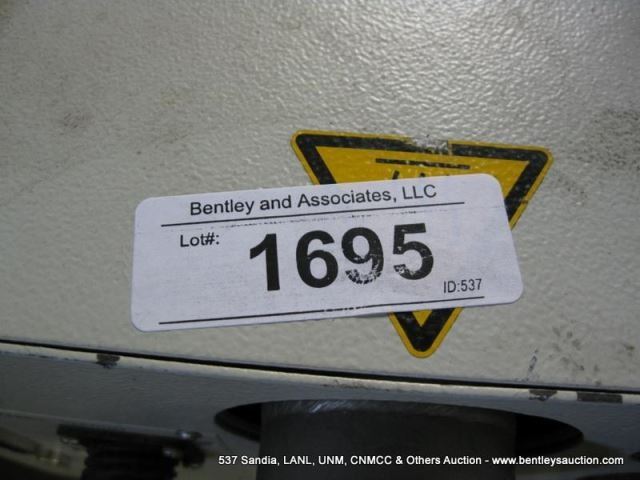 Bentley and Associates, LLC
Lot#:
1695
ID:537
537 Sandia, LANL, UNM, CNMCC & Others Auction - www.bentleysauction.com